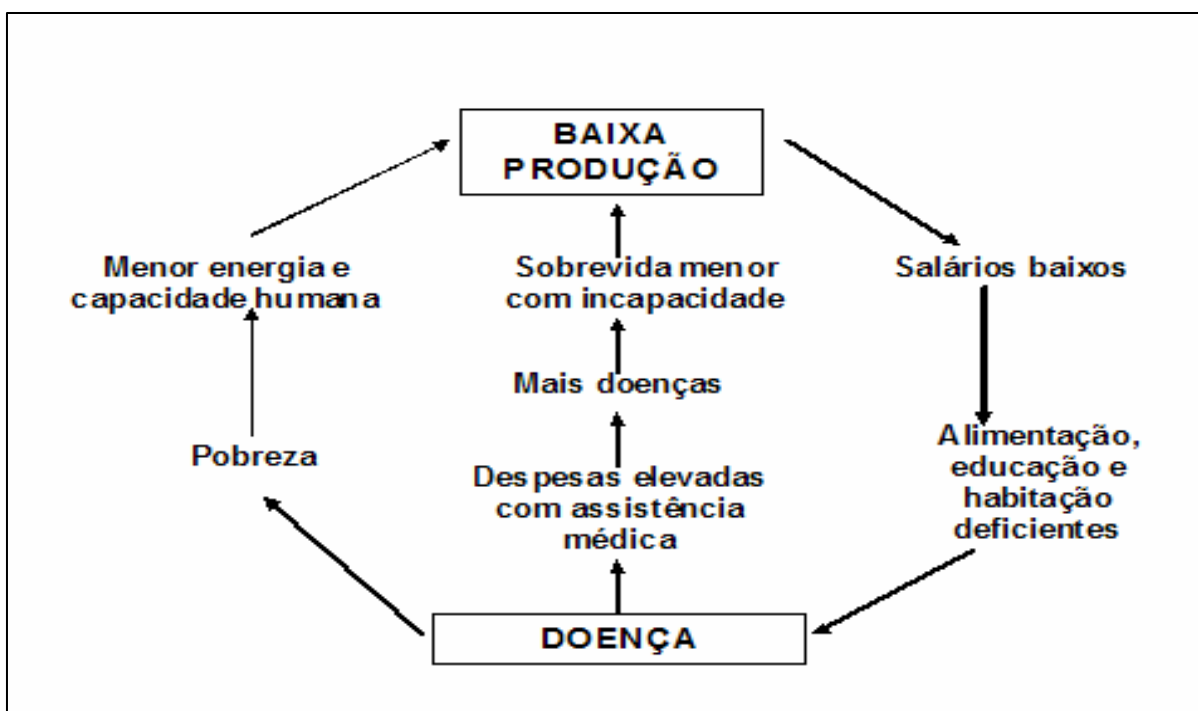 BAIXA
PRODUÇÃO
Menor energia e
capacidade humana
Sobrevida menor
com incapacidade
Salários baixos
Mais doenças
Pobreza
Alimentação,
educação e
habitação
deficientes
Despesas elevadas
com assistência
médica
DOENÇA